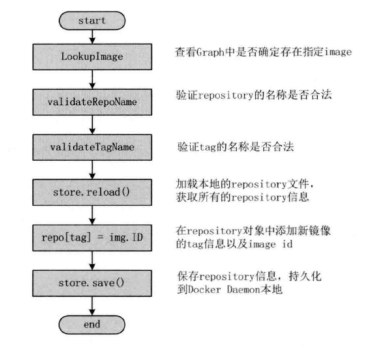 start
LookupImage
查看Graph中是否确定存在指定image
validateRepoName
验证repository的名称是否合法
validateTagName
验证tag的名称是否合法
store.reload()
加载本地的repository文件，
获取所有的repository信息
repo[tag] = img.ID
在repository对象中添加新镜像
的tag信息以及image id
store.save()
保存repository信息，持久化
到Docker Daemon本地
end